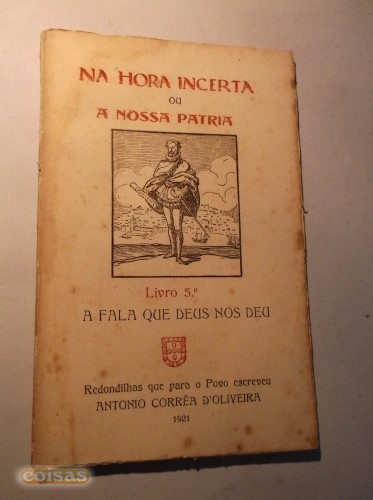 NA HORA INCERTA
OU
A NOSSA PATRIA
Livro 5.º
A FALA QUE DEUS NOS DEU
Redondilhas que para o Povo escreveu
ANTONIO CORRÊA D'OLIVEIRA
1921
coisas